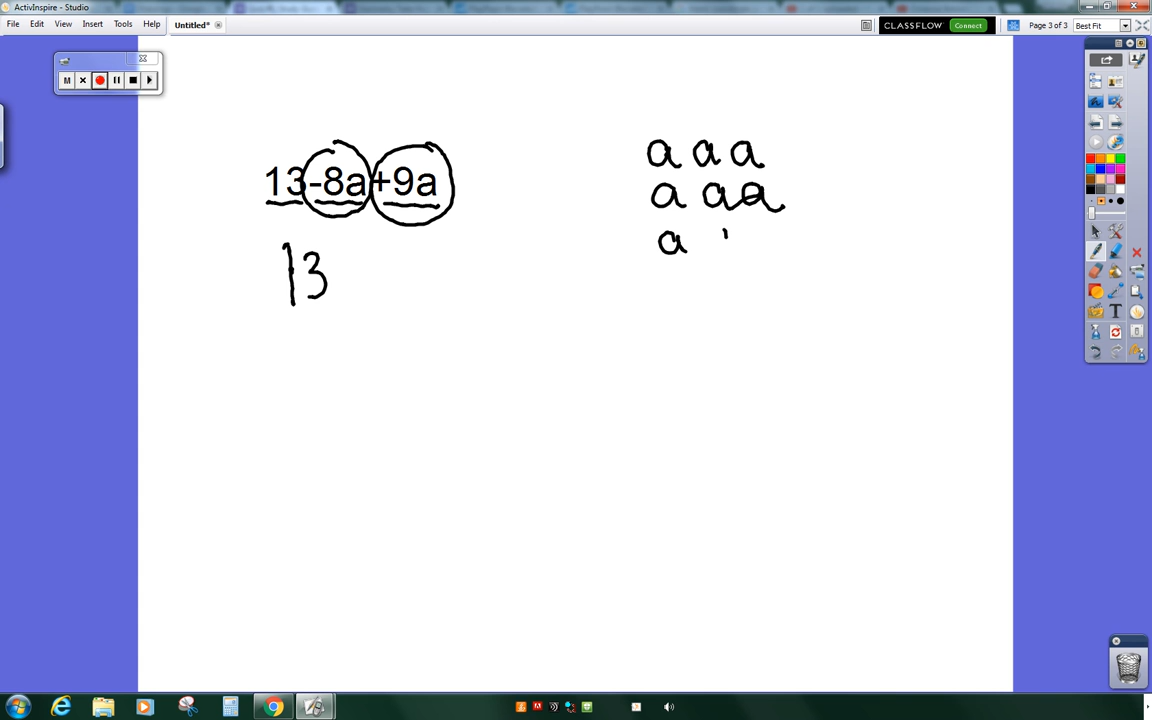 ActivInspire - Studio
File Edit View Insert Tools Help Untitled* CLASSFLOW Connect Page 3 of 3 Best Fit
M
13-8a+9a
13
a a a
a a a
a
T